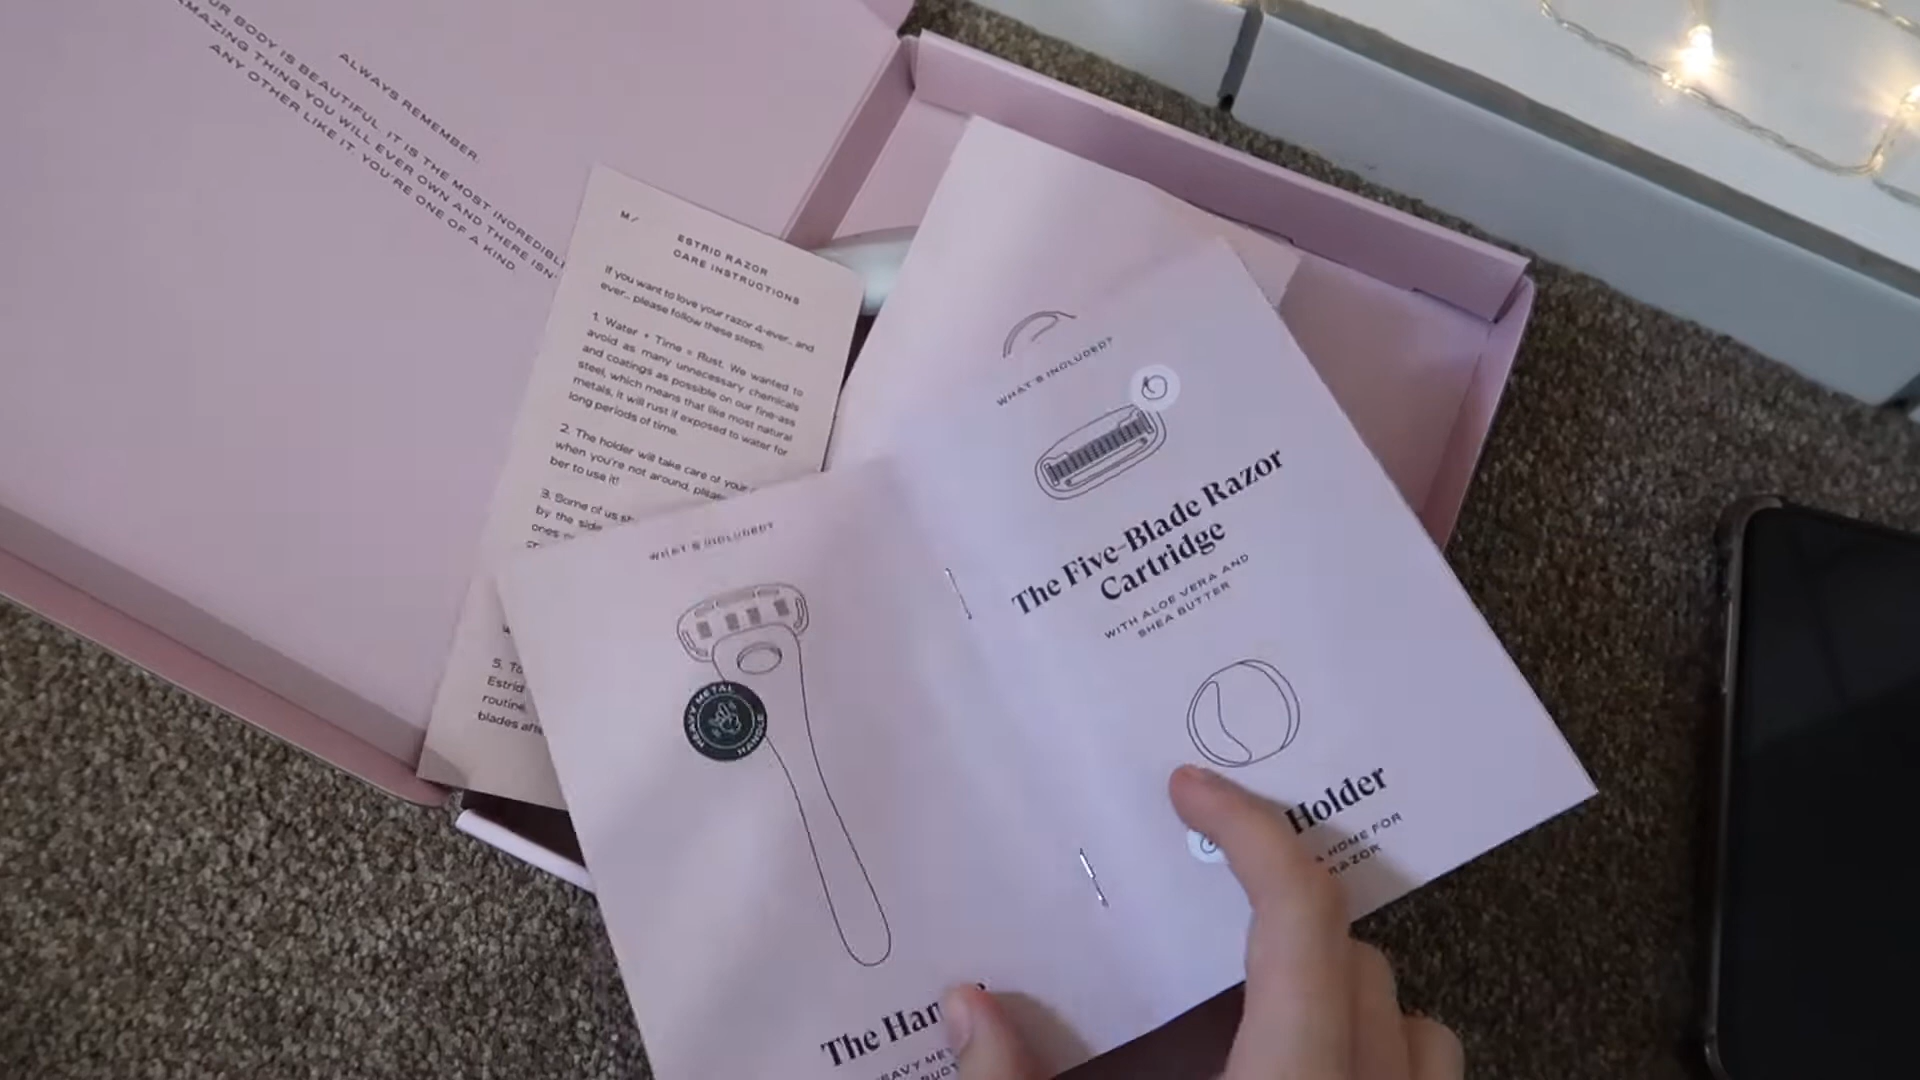 ALWAYS REMEMBER:
UR BODY IS BEAUTIFUL. IT IS THE MOST INCREDIBLE
AMAZING THING YOU WILL EVER OWN AND THERE ISN'
ANY OTHER LIKE IT. YOU'RE ONE OF A KIND.
M/
ESTRID RAZOR
CARE INSTRUCTIONS
If you want to love your razor 4-ever... and
ever... please follow these steps:
1. Water + Time = Rust. We wanted to
avoid as many unnecessary chemicals
and coatings as possible on our fine-ass
steel, which means that like most natural
metals, it will rust if exposed to water for
long periods of time.
2. The holder will take care of your
when you're not around, please
ber to use it!
3. Some of us sh
by the side
ones
5. To
Estrid
routine.
blades afte
WHAT'S INCLUDED?
HEAVY METAL
HANDLE
The Han
EAVY ME
WHAT'S INCLUDED?
The Five-Blade Razor
Cartridge
WITH ALOE VERA AND
SHEA BUTTER
Holder
A HOME FOR
RAZOR